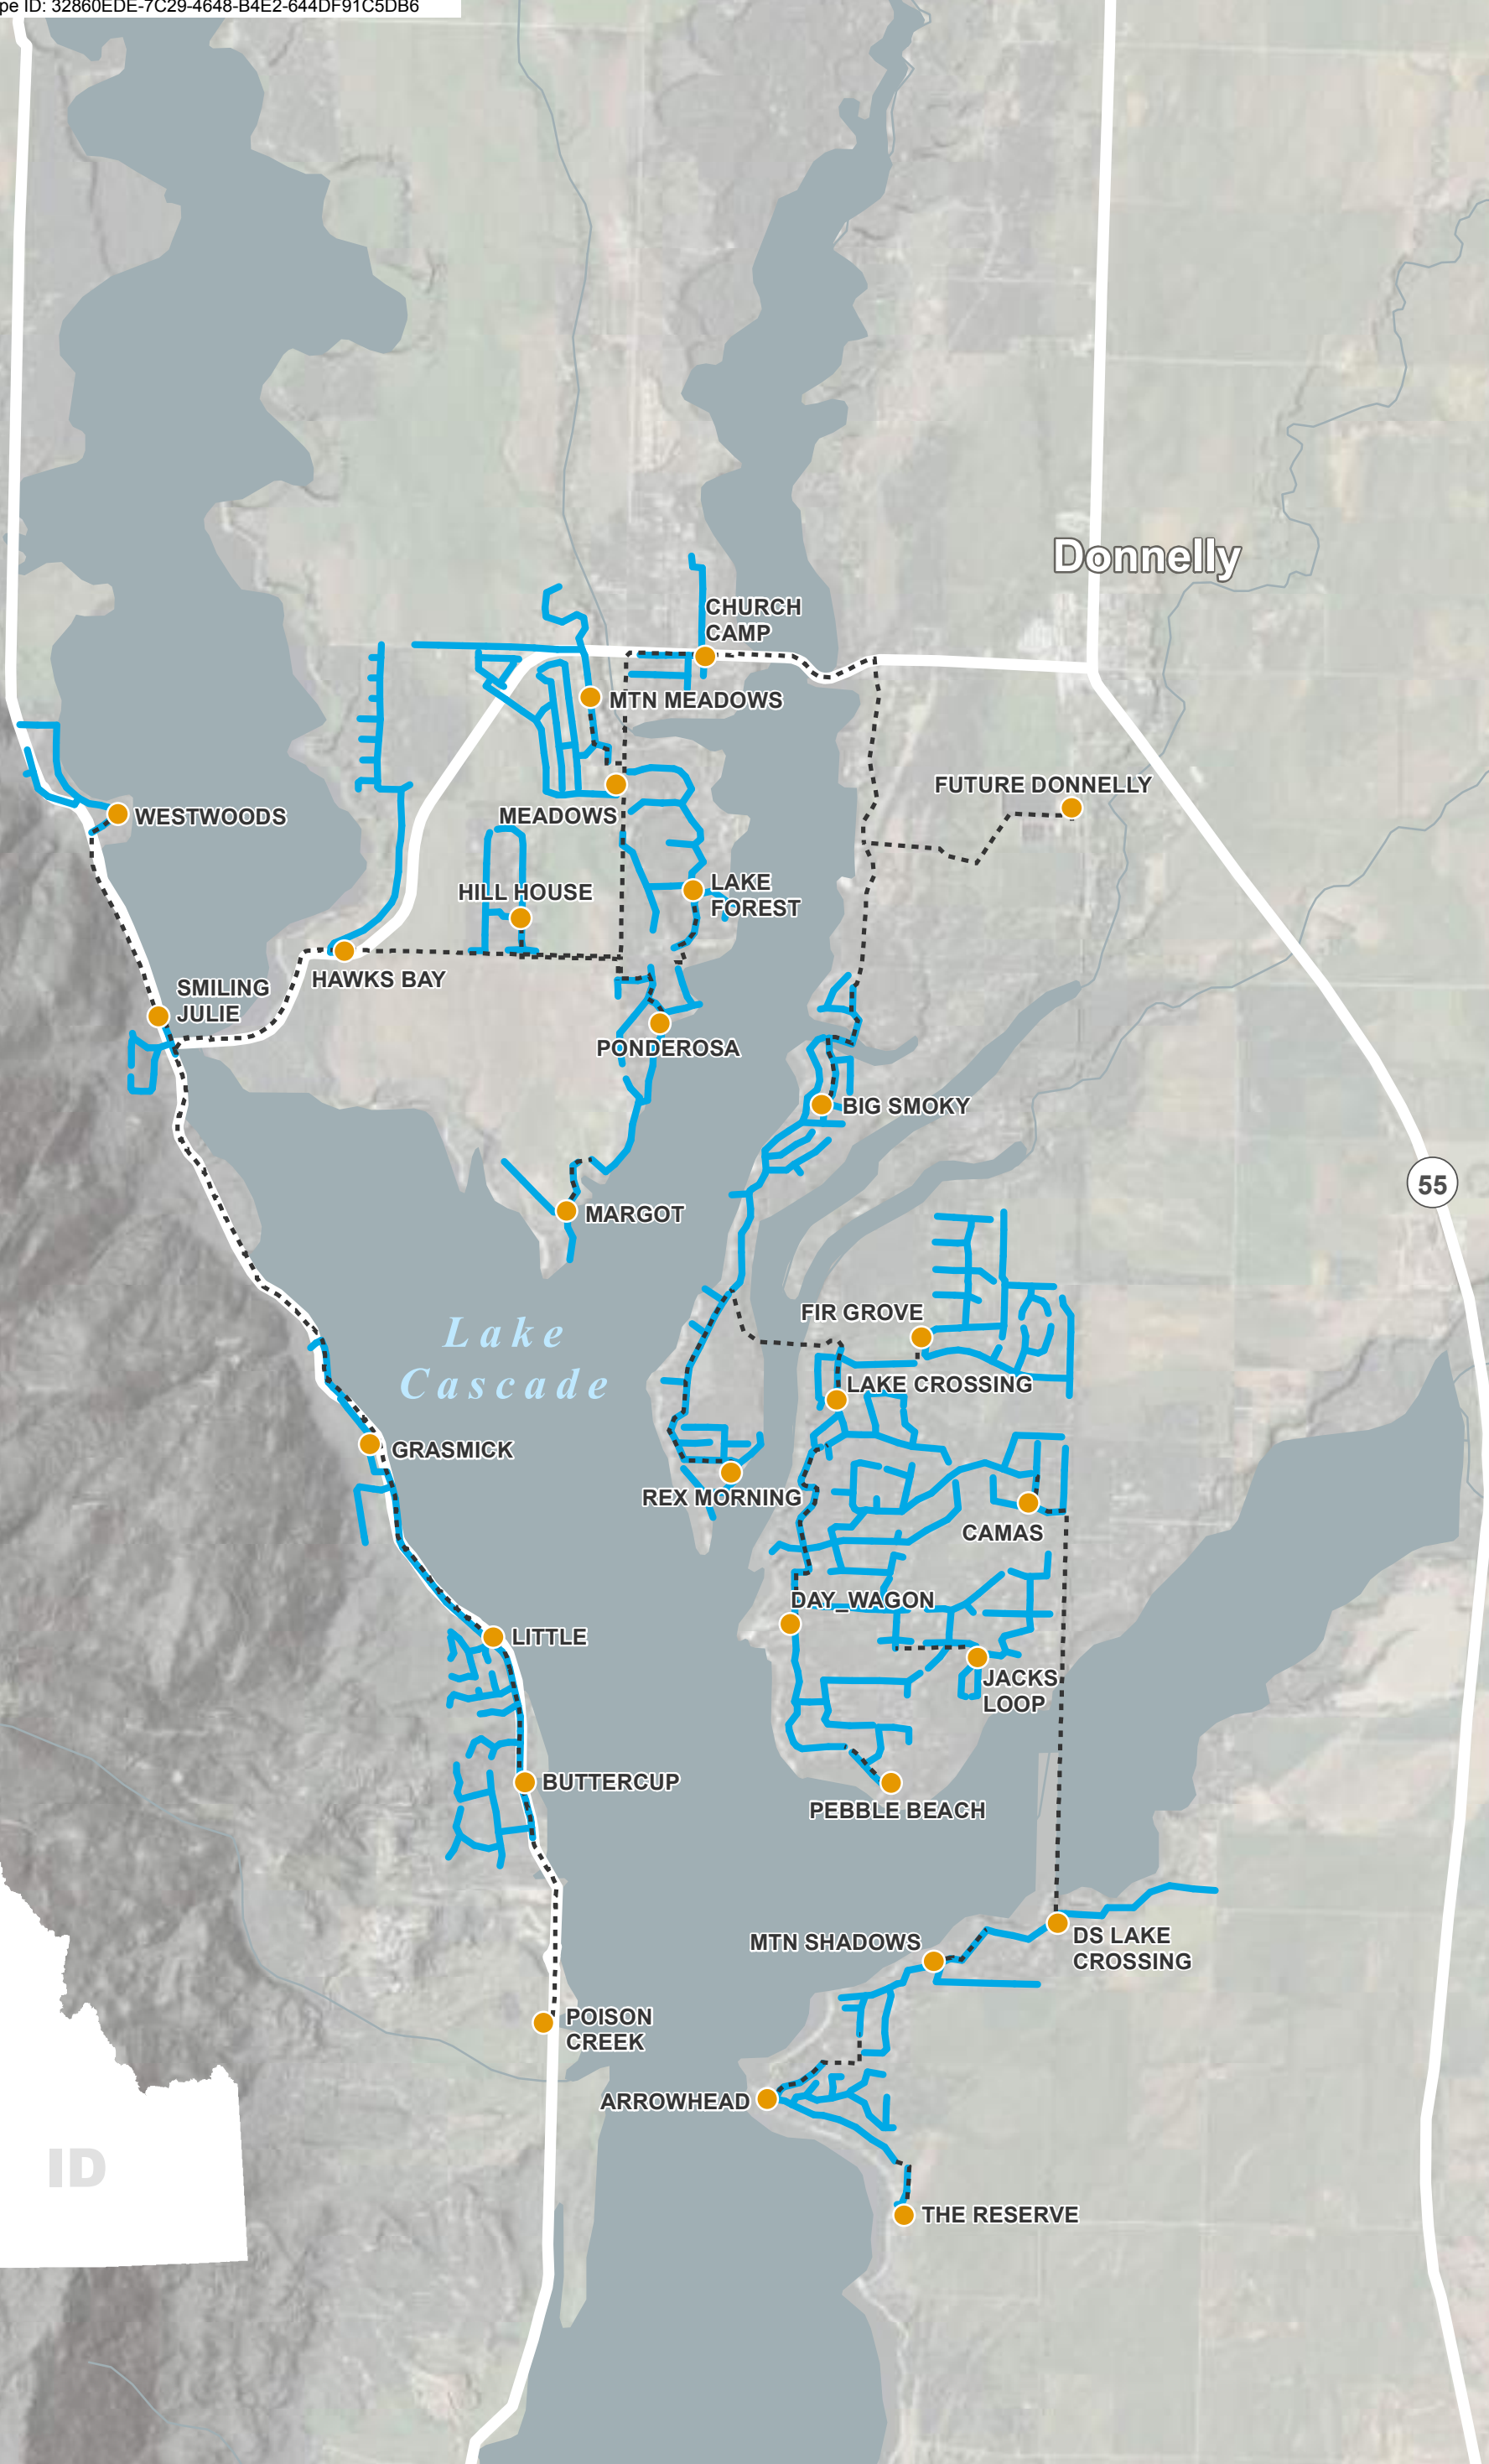 pe ID: 32860EDE-7C29-4648-B4E2-644DF91C5DB6
Donnelly
CHURCH
CAMP
MTN MEADOWS
FUTURE DONNELLY
MEADOWS
WESTWOODS
HILL HOUSE
LAKE
FOREST
HAWKS BAY
SMILING
JULIE
PONDEROSA
BIG SMOKY
55
MARGOT
FIR GROVE
Lake
Cascade
LAKE CROSSING
GRASMICK
REX MORNING
CAMAS
DAY_WAGON
LITTLE
JACKS
LOOP
BUTTERCUP
PEBBLE BEACH
MTN SHADOWS
DS LAKE
CROSSING
POISON
CREEK
ARROWHEAD
ID
THE RESERVE